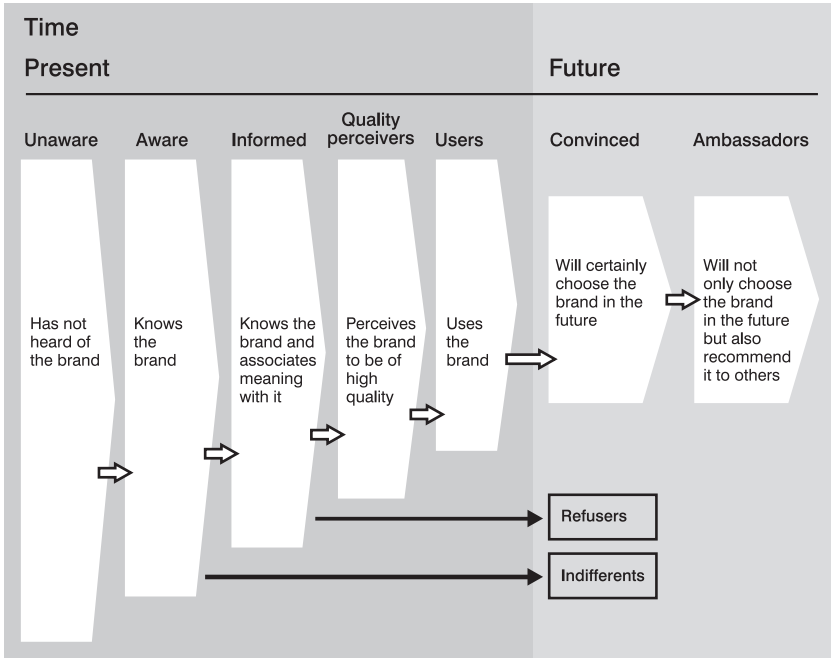 Time
Present
Future
Unaware
Aware
Informed
Quality
perceivers
Users
Convinced
Ambassadors
Has not
heard of
the brand
Knows
the
brand
Knows the
brand and
associates
meaning
with it
Perceives
the brand
to be of
high
quality
Uses
the
brand
Will certainly
choose the
brand in the
future
Will not
only choose
the brand
in the future
but also
recommend
it to others
Refusers
Indifferents